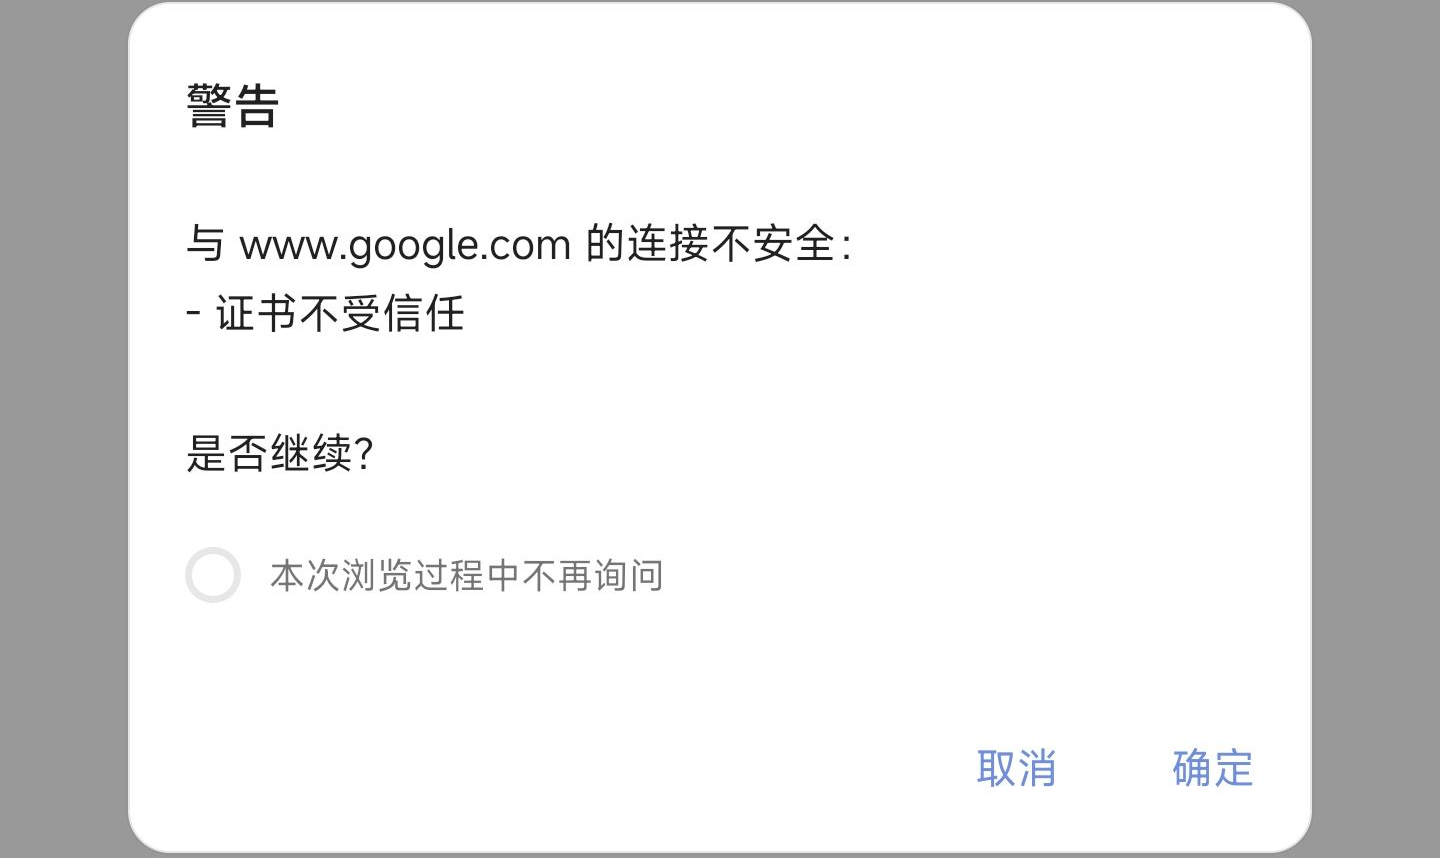 警告
与 www.google.com 的连接不安全：
- 证书不受信任
是否继续?
本次浏览过程中不再询问
取消 确定